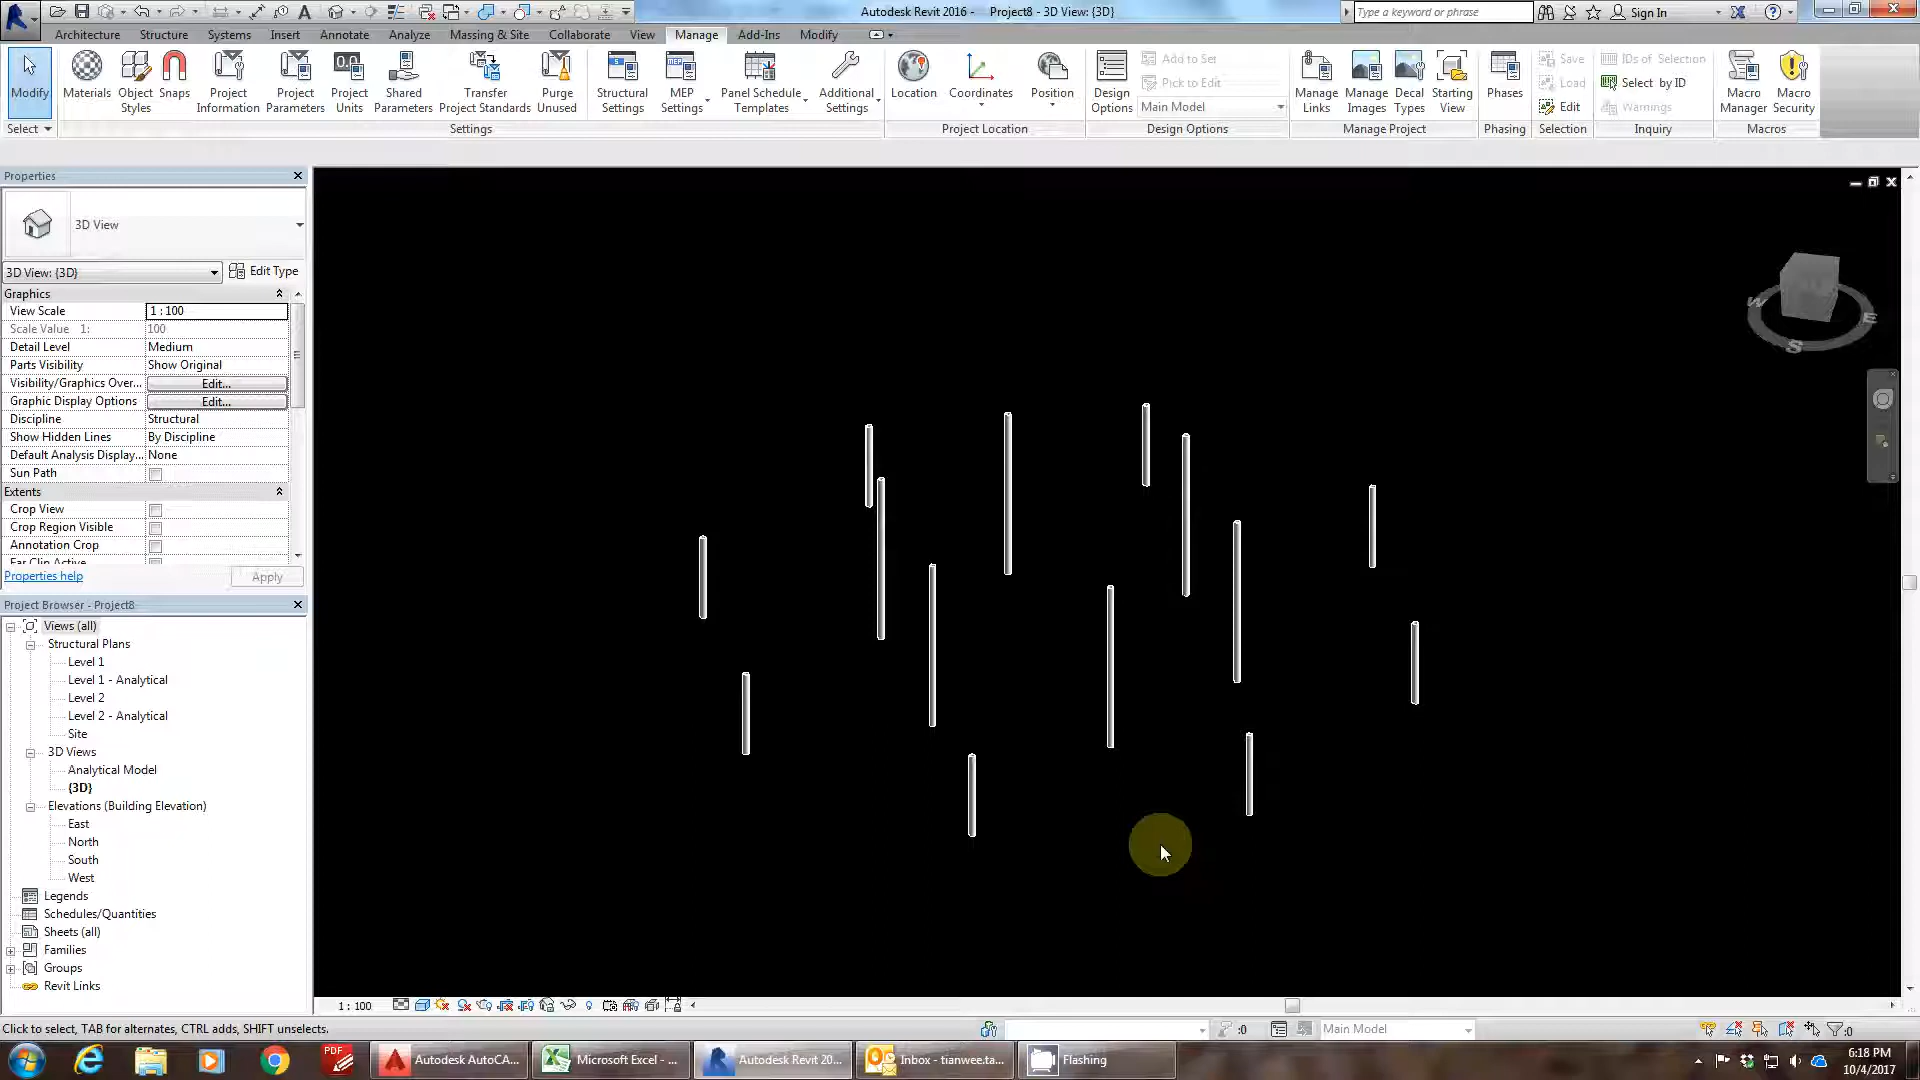 Autodesk Revit 2016 - Project8 - 3D View: {3D}
Type a keyword or phrase
Sign In
Architecture Structure Systems Insert Annotate Analyze Massing & Site Collaborate View Manage Add-Ins Modify
Modify
Materials
Object Styles
Snaps
Project Information
Project Parameters
Project Units
Shared Parameters
Transfer Project Standards
Purge Unused
Structural Settings
MEP Settings
Panel Schedule Templates
Additional Settings
Location
Coordinates
Position
Design Options
Add to Set
Pick to Edit
Main Model
Manage Links
Manage Images
Decal Types
Starting View
Phases
Save
Load
Edit
IDs of Selection
Select by ID
Warnings
Macro Manager
Macro Security
Select
Settings
Project Location
Design Options
Manage Project
Phasing
Selection
Inquiry
Macros
Properties
3D View
3D View: {3D}
Edit Type
Graphics
View Scale 1 : 100
Scale Value 1: 100
Detail Level Medium
Parts Visibility Show Original
Visibility/Graphics Over... Edit...
Graphic Display Options Edit...
Discipline Structural
Show Hidden Lines By Discipline
Default Analysis Display... None
Sun Path
Extents
Crop View
Crop Region Visible
Annotation Crop
Far Clip Active
Properties help
Apply
Project Browser - Project8
Views (all)
Structural Plans
Level 1
Level 1 - Analytical
Level 2
Level 2 - Analytical
Site
3D Views
Analytical Model
{3D}
Elevations (Building Elevation)
East
North
South
West
Legends
Schedules/Quantities
Sheets (all)
Families
Groups
Revit Links
W
S
E
1 : 100
Click to select, TAB for alternates, CTRL adds, SHIFT unselects.
:0
Main Model
:0
PDF
Autodesk AutoCA...
Microsoft Excel - ...
Autodesk Revit 20...
Inbox - tianwee.ta...
Flashing
6:18 PM
10/4/2017